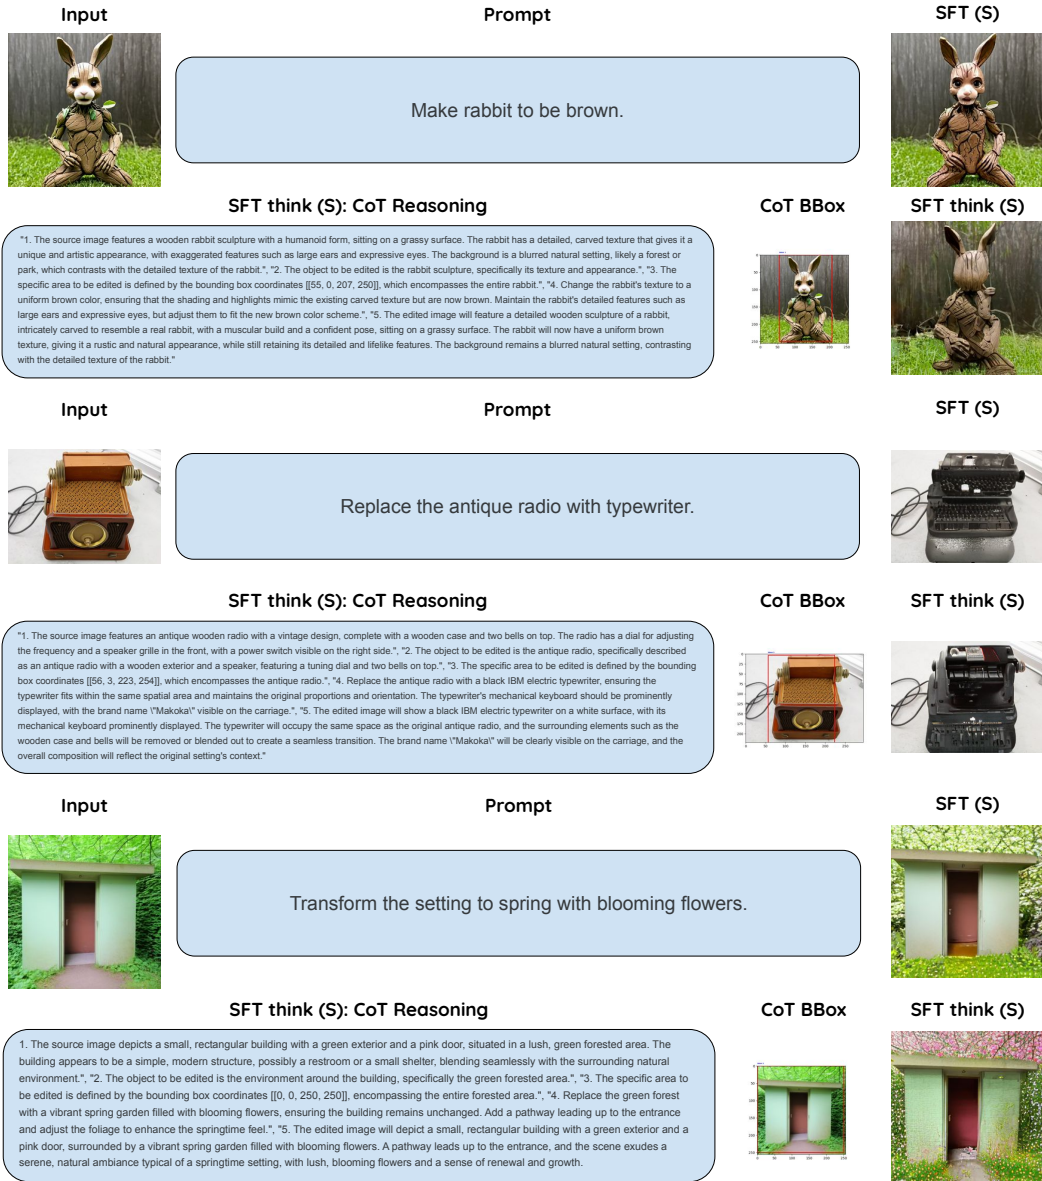 Input
Prompt
SFT (S)
Make rabbit to be brown.
SFT think (S): CoT Reasoning
CoT BBox
SFT think (S)
"1. The source image features a wooden rabbit sculpture with a humanoid form, sitting on a grassy surface. The rabbit has a detailed, carved texture that gives it a
unique and artistic appearance, with exaggerated features such as large ears and expressive eyes. The background is a blurred natural setting, likely a forest or
park, which contrasts with the detailed texture of the rabbit.", "2. The object to be edited is the rabbit sculpture, specifically its texture and appearance.", "3. The
specific area to be edited is defined by the bounding box coordinates [[55, 0, 207, 250]], which encompasses the entire rabbit.", "4. Change the rabbit's texture to a
uniform brown color, ensuring that the shading and highlights mimic the existing carved texture but are now brown. Maintain the rabbit's detailed features such as
large ears and expressive eyes, but adjust them to fit the new brown color scheme.", "5. The edited image will feature a detailed wooden sculpture of a rabbit,
intricately carved to resemble a real rabbit, with a muscular build and a confident pose, sitting on a grassy surface. The rabbit will now have a uniform brown
texture, giving it a rustic and natural appearance, while still retaining its detailed and lifelike features. The background remains a blurred natural setting, contrasting
with the detailed texture of the rabbit."
Input
Prompt
SFT (S)
Replace the antique radio with typewriter.
SFT think (S): CoT Reasoning
CoT BBox
SFT think (S)
"1. The source image features an antique wooden radio with a vintage design, complete with a wooden case and two bells on top. The radio has a dial for adjusting
the frequency and a speaker grille in the front, with a power switch visible on the right side.", "2. The object to be edited is the antique radio, specifically described
as an antique radio with a wooden exterior and a speaker, featuring a tuning dial and two bells on top.", "3. The specific area to be edited is defined by the bounding
box coordinates [[56, 3, 223, 254]], which encompasses the antique radio.", "4. Replace the antique radio with a black IBM electric typewriter, ensuring the
typewriter fits within the same spatial area and maintains the original proportions and orientation. The typewriter's mechanical keyboard should be prominently
displayed, with the brand name \"Makoka\" visible on the carriage.", "5. The edited image will show a black IBM electric typewriter on a white surface, with its
mechanical keyboard prominently displayed. The typewriter will occupy the same space as the original antique radio, and the surrounding elements such as the
wooden case and bells will be removed or blended out to create a seamless transition. The brand name \"Makoka\" will be clearly visible on the carriage, and the
overall composition will reflect the original setting's context."
Input
Prompt
SFT (S)
Transform the setting to spring with blooming flowers.
SFT think (S): CoT Reasoning
CoT BBox
SFT think (S)
1. The source image depicts a small, rectangular building with a green exterior and a pink door, situated in a lush, green forested area. The
building appears to be a simple, modern structure, possibly a restroom or a small shelter, blending seamlessly with the surrounding natural
environment.", "2. The object to be edited is the environment around the building, specifically the green forested area.", "3. The specific area to
be edited is defined by the bounding box coordinates [[0, 0, 250, 250]], encompassing the entire forested area.", "4. Replace the green forest
with a vibrant spring garden filled with blooming flowers, ensuring the building remains unchanged. Add a pathway leading up to the entrance
and adjust the foliage to enhance the springtime feel.", "5. The edited image will depict a small, rectangular building with a green exterior and a
pink door, surrounded by a vibrant spring garden filled with blooming flowers. A pathway leads up to the entrance, and the scene exudes a
serene, natural ambiance typical of a springtime setting, with lush, blooming flowers and a sense of renewal and growth.